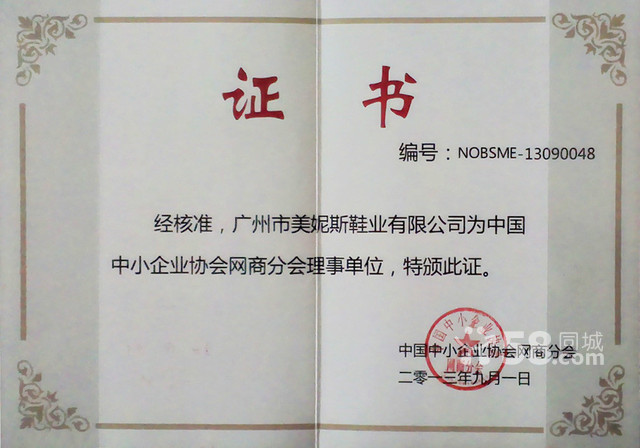 证 书
编号：NOBSME-13090048
经核准，广州市美妮斯鞋业有限公司为中国
中小企业协会网商分会理事单位，特颁此证。
中国中小企业协会网商分会
二零一三年九月一日
58同城
.com